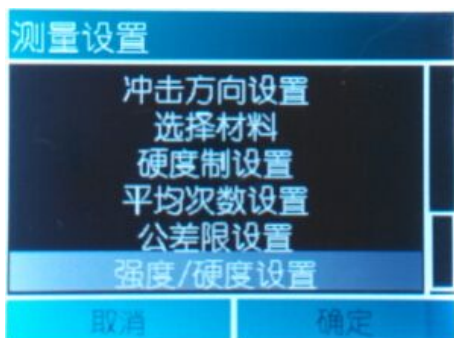 测量设置
冲击方向设置
选择材料
硬度制设置
平均次数设置
公差限设置
强度/硬度设置
取消 确定